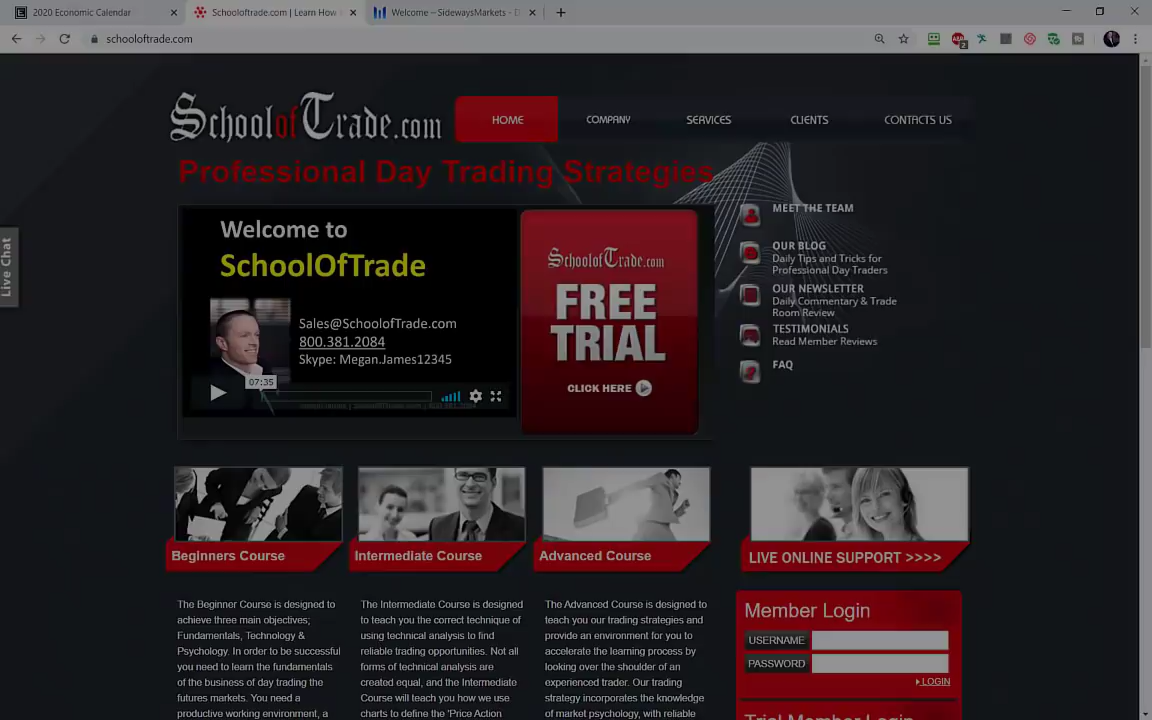 2020 Economic Calendar
Schooloftrade.com | Learn How
Welcome – SidewaysMarkets - D
schooloftrade.com
SchoolofTrade.com
HOME
COMPANY
SERVICES
CLIENTS
CONTACTS US
Professional Day Trading Strategies
Live Chat
Welcome to
SchoolOfTrade
Sales@SchoolofTrade.com
800.381.2084
Skype: Megan.James12345
07:35
SchoolofTrade.com
FREE
TRIAL
CLICK HERE
MEET THE TEAM
OUR BLOG
Daily Tips and Tricks for
Professional Day Traders
OUR NEWSLETTER
Daily Commentary & Trade
Room Review
TESTIMONIALS
Read Member Reviews
FAQ
Beginners Course
Intermediate Course
Advanced Course
LIVE ONLINE SUPPORT >>>>
The Beginner Course is designed to
achieve three main objectives;
Fundamentals, Technology &
Psychology. In order to be successful
you need to learn the fundamentals
of the business of day trading the
futures markets. You need a
productive working environment, a
The Intermediate Course is designed
to teach you the correct technique of
using technical analysis to find
reliable trading opportunities. Not all
forms of technical analysis are
created equal, and the Intermediate
Course will teach you how we use
charts to define the 'Price Action
The Advanced Course is designed to
teach you our trading strategies and
provide an environment for you to
accelerate the learning process by
looking over the shoulder of an
experienced trader. Our trading
strategy incorporates the knowledge
of market psychology, with reliable
Member Login
USERNAME
PASSWORD
LOGIN
Trial Member Login